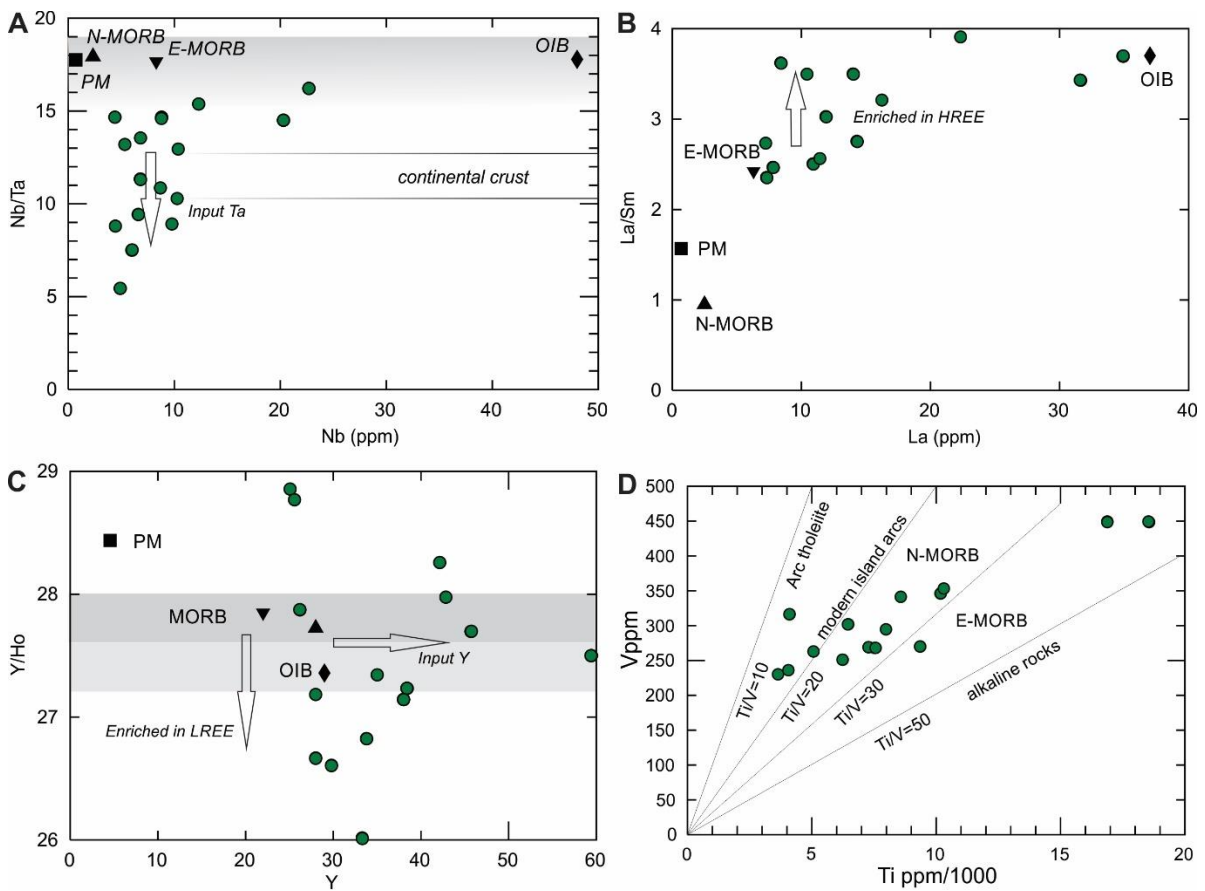 A
20
15
10
5
0
Nb/Ta
N-MORB
E-MORB
OIB
PM
continental crust
Input Ta
0 10 20 30 40 50
Nb (ppm)
B
4
3
2
1
0
La/Sm
OIB
Enriched in HREE
E-MORB
PM
N-MORB
0 10 20 30 40
La (ppm)
C
29
28
27
26
Y/Ho
PM
MORB
Input Y
OIB
Enriched in LREE
0 10 20 30 40 50 60
Y
D
500
450
400
350
300
250
200
150
100
50
0
Vppm
Arc tholeiite
modern island arcs
N-MORB
E-MORB
alkaline rocks
Ti/V=10
Ti/V=20
Ti/V=30
Ti/V=50
0 5 10 15 20
Ti ppm/1000